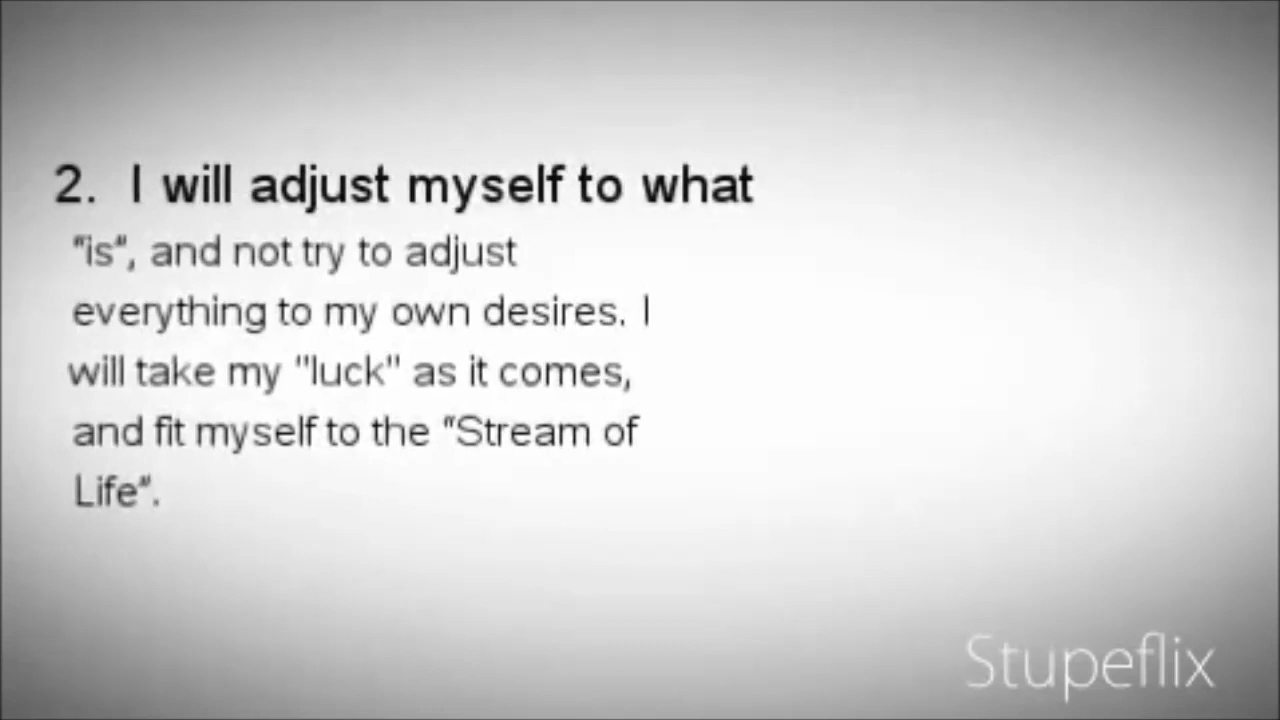 2. I will adjust myself to what
"is", and not try to adjust
everything to my own desires. I
will take my "luck" as it comes,
and fit myself to the "Stream of
Life".
Stupeflix